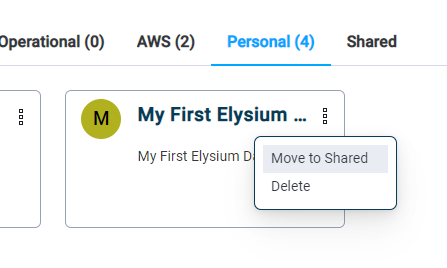 Operational (0) AWS (2) Personal (4) Shared
M My First Elysium ...
My First Elysium Da
Move to Shared
Delete